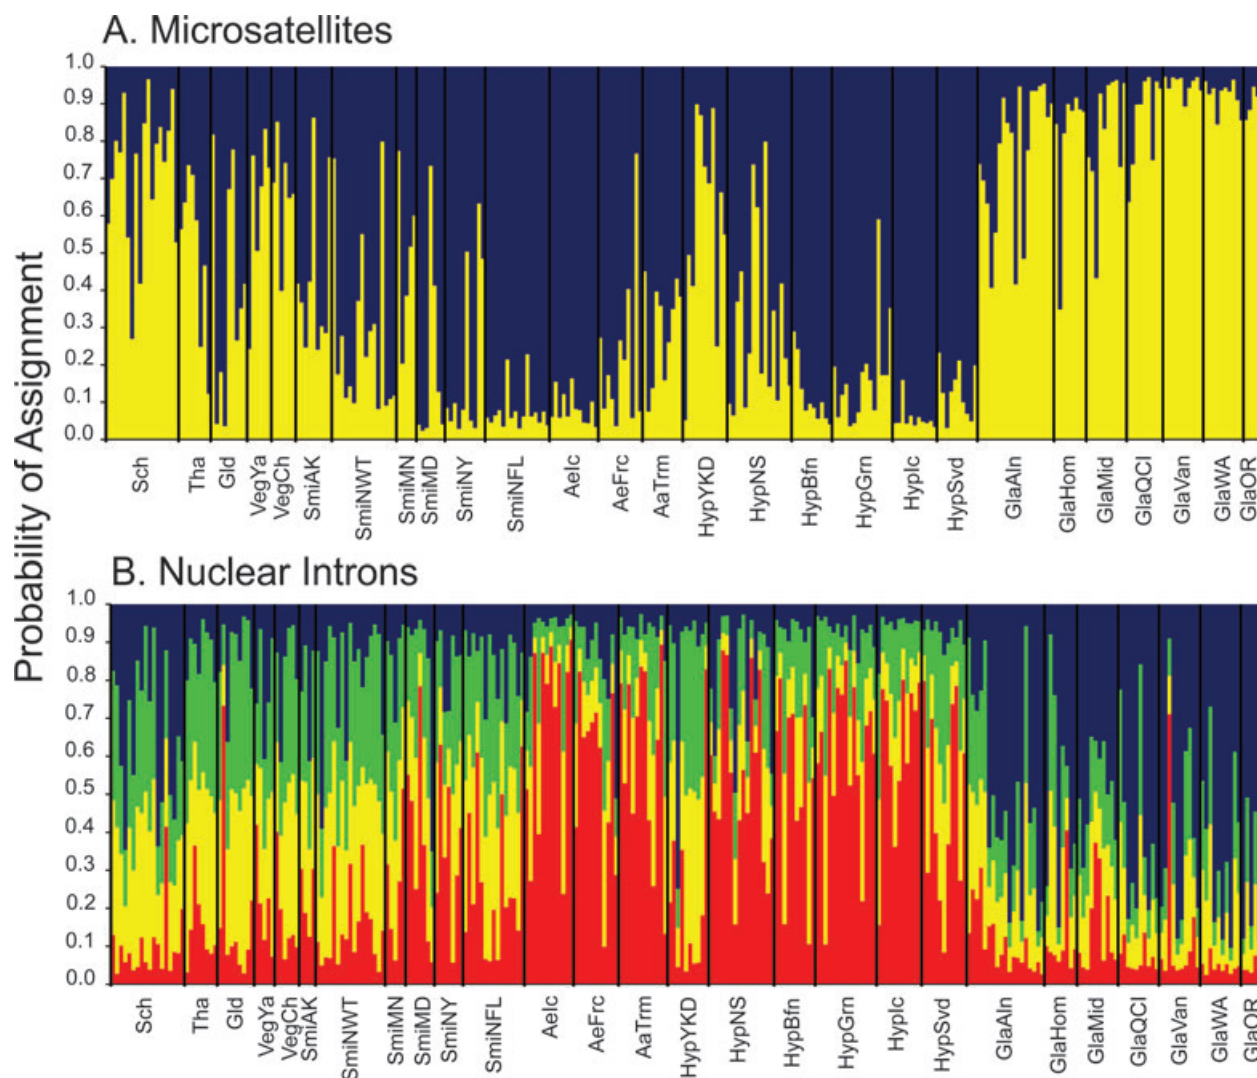 A. Microsatellites
1.0
0.9
0.8
0.7
0.6
0.5
0.4
0.3
0.2
0.1
0.0
Sch
Tha
Gld
VegYa
VegCh
SmiAK
SmiNWT
SmiMN
SmiMD
SmiNY
SmiNFL
AeIc
AeFrc
AaTrm
HypYKD
HypNS
HypBfn
HypGrn
HypIc
HypSvd
GlaAln
GlaHom
GlaMid
GlaQCI
GlaVan
GlaWA
GlaOR
Probability of Assignment
B. Nuclear Introns
1.0
0.9
0.8
0.7
0.6
0.5
0.4
0.3
0.2
0.1
0.0
Sch
Tha
Gld
VegYa
VegCh
SmiAK
SmiNWT
SmiMN
SmiMD
SmiNY
SmiNFL
AeIc
AeFrc
AaTrm
HypYKD
HypNS
HypBfn
HypGrn
HypIc
HypSvd
GlaAln
GlaHom
GlaMid
GlaQCI
GlaVan
GlaWA
GlaOR